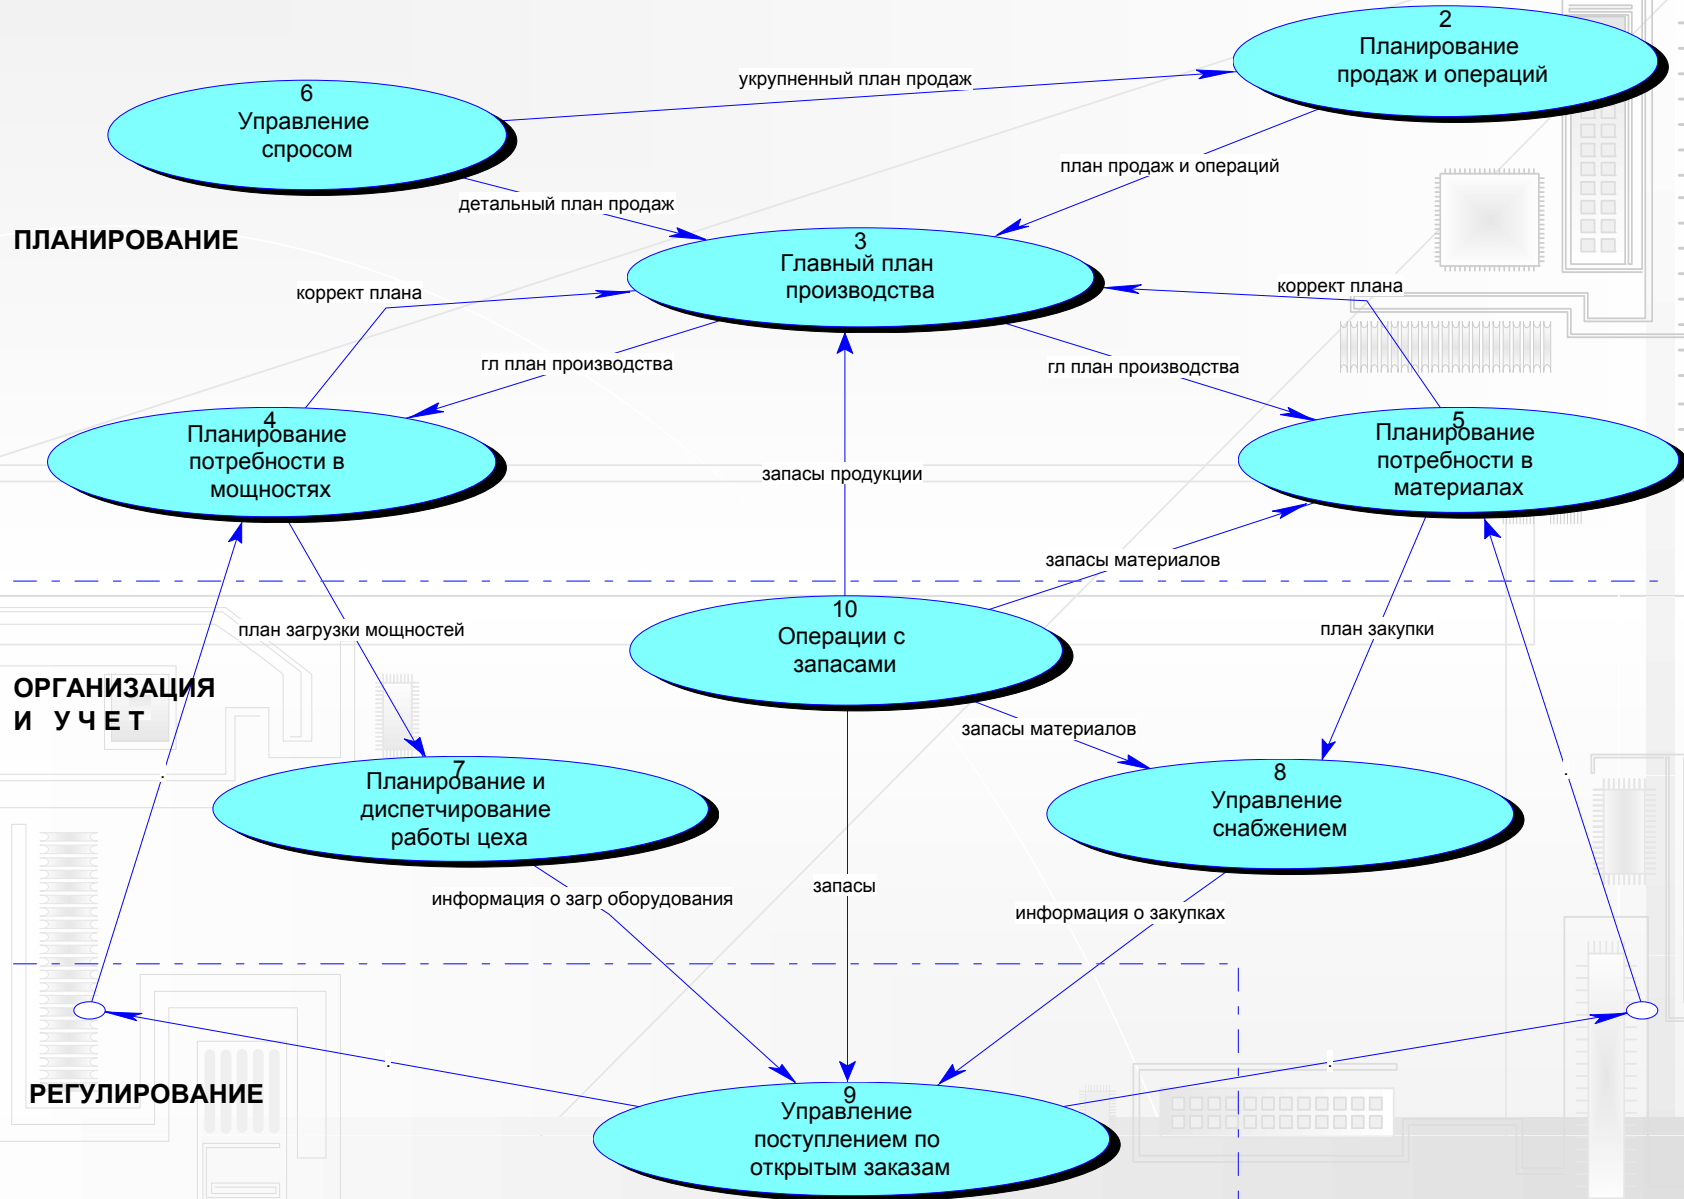 2
Планирование
продаж и операций
укрупненный план продаж
6
Управление
спросом
план продаж и операций
детальный план продаж
ПЛАНИРОВАНИЕ
3
Главный план
производства
коррект плана
коррект плана
гл план производства
гл план производства
4
Планирование
потребности в
мощностях
5
Планирование
потребности в
материалах
запасы продукции
запасы материалов
10
Операции с
запасами
план загрузки мощностей
план закупки
ОРГАНИЗАЦИЯ
И УЧЕТ
запасы материалов
7
Планирование и
диспетчирование
работы цеха
8
Управление
снабжением
информация о загр оборудования
запасы
информация о закупках
РЕГУЛИРОВАНИЕ
9
Управление
поступлением по
открытым заказам